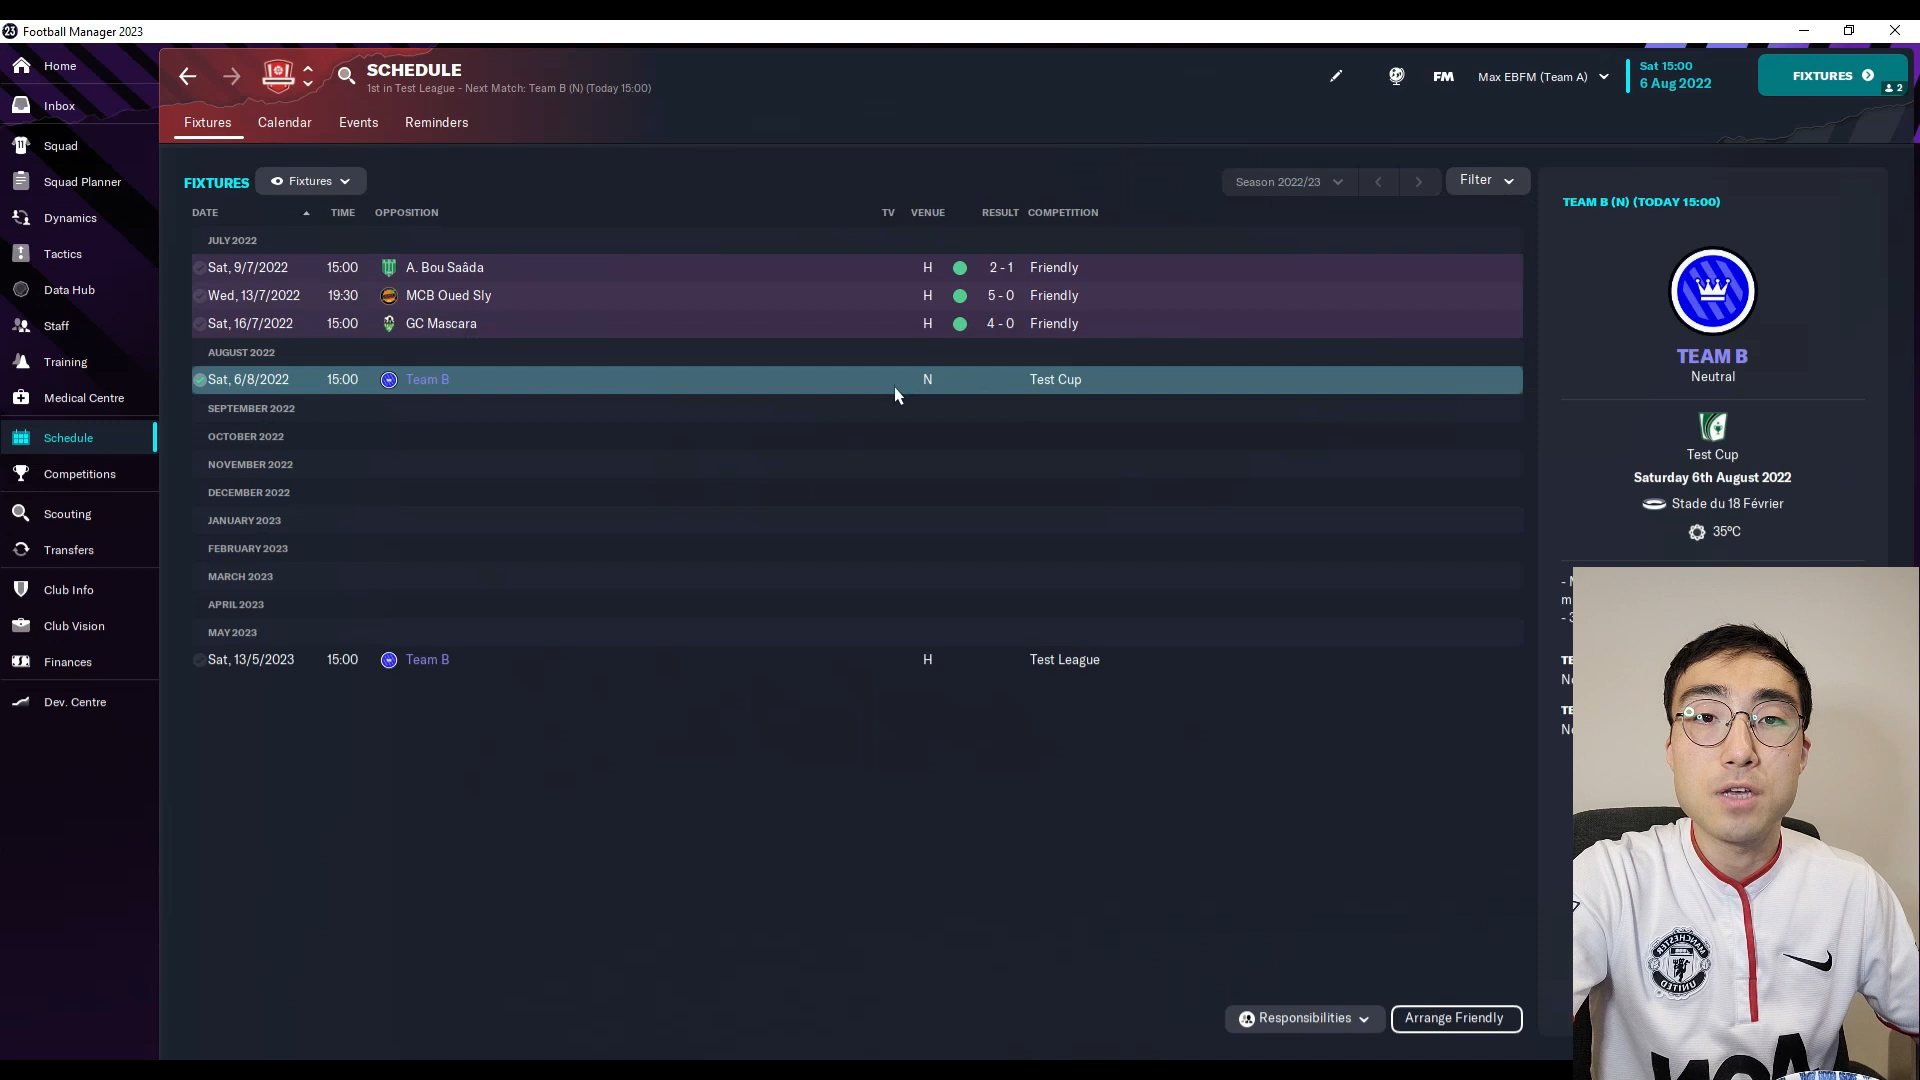 23 Football Manager 2023
Home
Inbox
Squad
Squad Planner
Dynamics
Tactics
Data Hub
Staff
Training
Medical Centre
Schedule
Competitions
Scouting
Transfers
Club Info
Club Vision
Finances
Dev. Centre
SCHEDULE
1st in Test League - Next Match: Team B (N) (Today 15:00)
FM
Max EBFM (Team A)
Sat 15:00
6 Aug 2022
FIXTURES
2
Fixtures Calendar Events Reminders
FIXTURES Fixtures Season 2022/23 Filter
DATE TIME OPPOSITION TV VENUE RESULT COMPETITION
JULY 2022
Sat, 9/7/2022 15:00 A. Bou Saâda H 2 - 1 Friendly
Wed, 13/7/2022 19:30 MCB Oued Sly H 5 - 0 Friendly
Sat, 16/7/2022 15:00 GC Mascara H 4 - 0 Friendly
AUGUST 2022
Sat, 6/8/2022 15:00 Team B N Test Cup
SEPTEMBER 2022
OCTOBER 2022
NOVEMBER 2022
DECEMBER 2022
JANUARY 2023
FEBRUARY 2023
MARCH 2023
APRIL 2023
MAY 2023
Sat, 13/5/2023 15:00 Team B H Test League
Responsibilities Arrange Friendly
TEAM B (N) (TODAY 15:00)
TEAM B
Neutral
Test Cup
Saturday 6th August 2022
Stade du 18 Février
35°C
MANCHESTER
UNITED